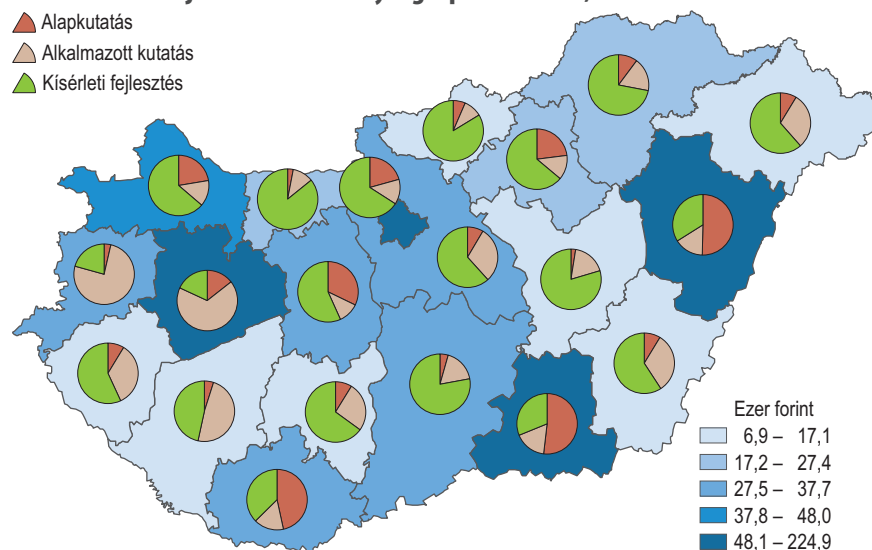 Alapkutatás
Alkalmazott kutatás
Kísérleti fejlesztés
Ezer forint
6,9 – 17,1
17,2 – 27,4
27,5 – 37,7
37,8 – 48,0
48,1 – 224,9